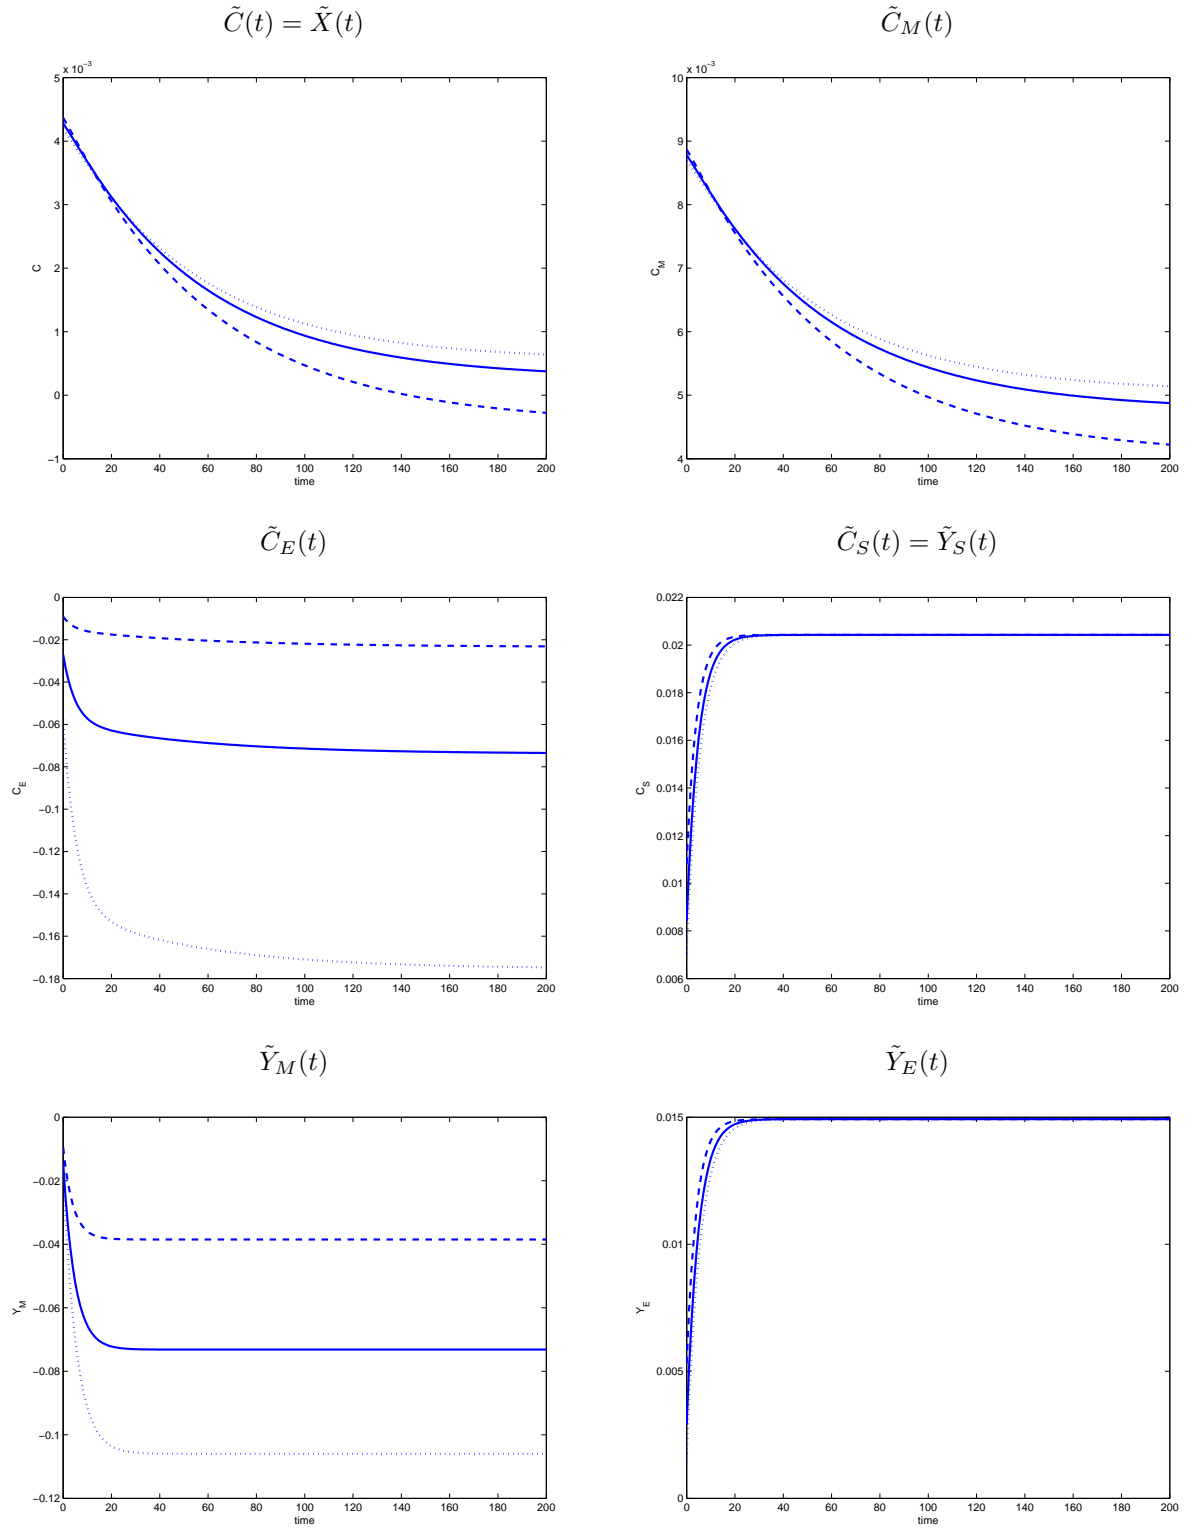 C̃(t) = X̃(t)
x 10⁻³
5
4
3
2
1
0
−1
C
0 20 40 60 80 100 120 140 160 180 200
time
C̃_M(t)
x 10⁻³
10
9
8
7
6
5
4
C_M
0 20 40 60 80 100 120 140 160 180 200
time
C̃_E(t)
0
−0.02
−0.04
−0.06
−0.08
−0.1
−0.12
−0.14
−0.16
−0.18
C_E
0 20 40 60 80 100 120 140 160 180 200
time
C̃_S(t) = Ỹ_S(t)
0.022
0.02
0.018
0.016
0.014
0.012
0.01
0.008
0.006
C_S
0 20 40 60 80 100 120 140 160 180 200
time
Ỹ_M(t)
0
−0.02
−0.04
−0.06
−0.08
−0.1
−0.12
Y_M
0 20 40 60 80 100 120 140 160 180 200
time
Ỹ_E(t)
0.015
0.01
0.005
0
Y_E
0 20 40 60 80 100 120 140 160 180 200
time